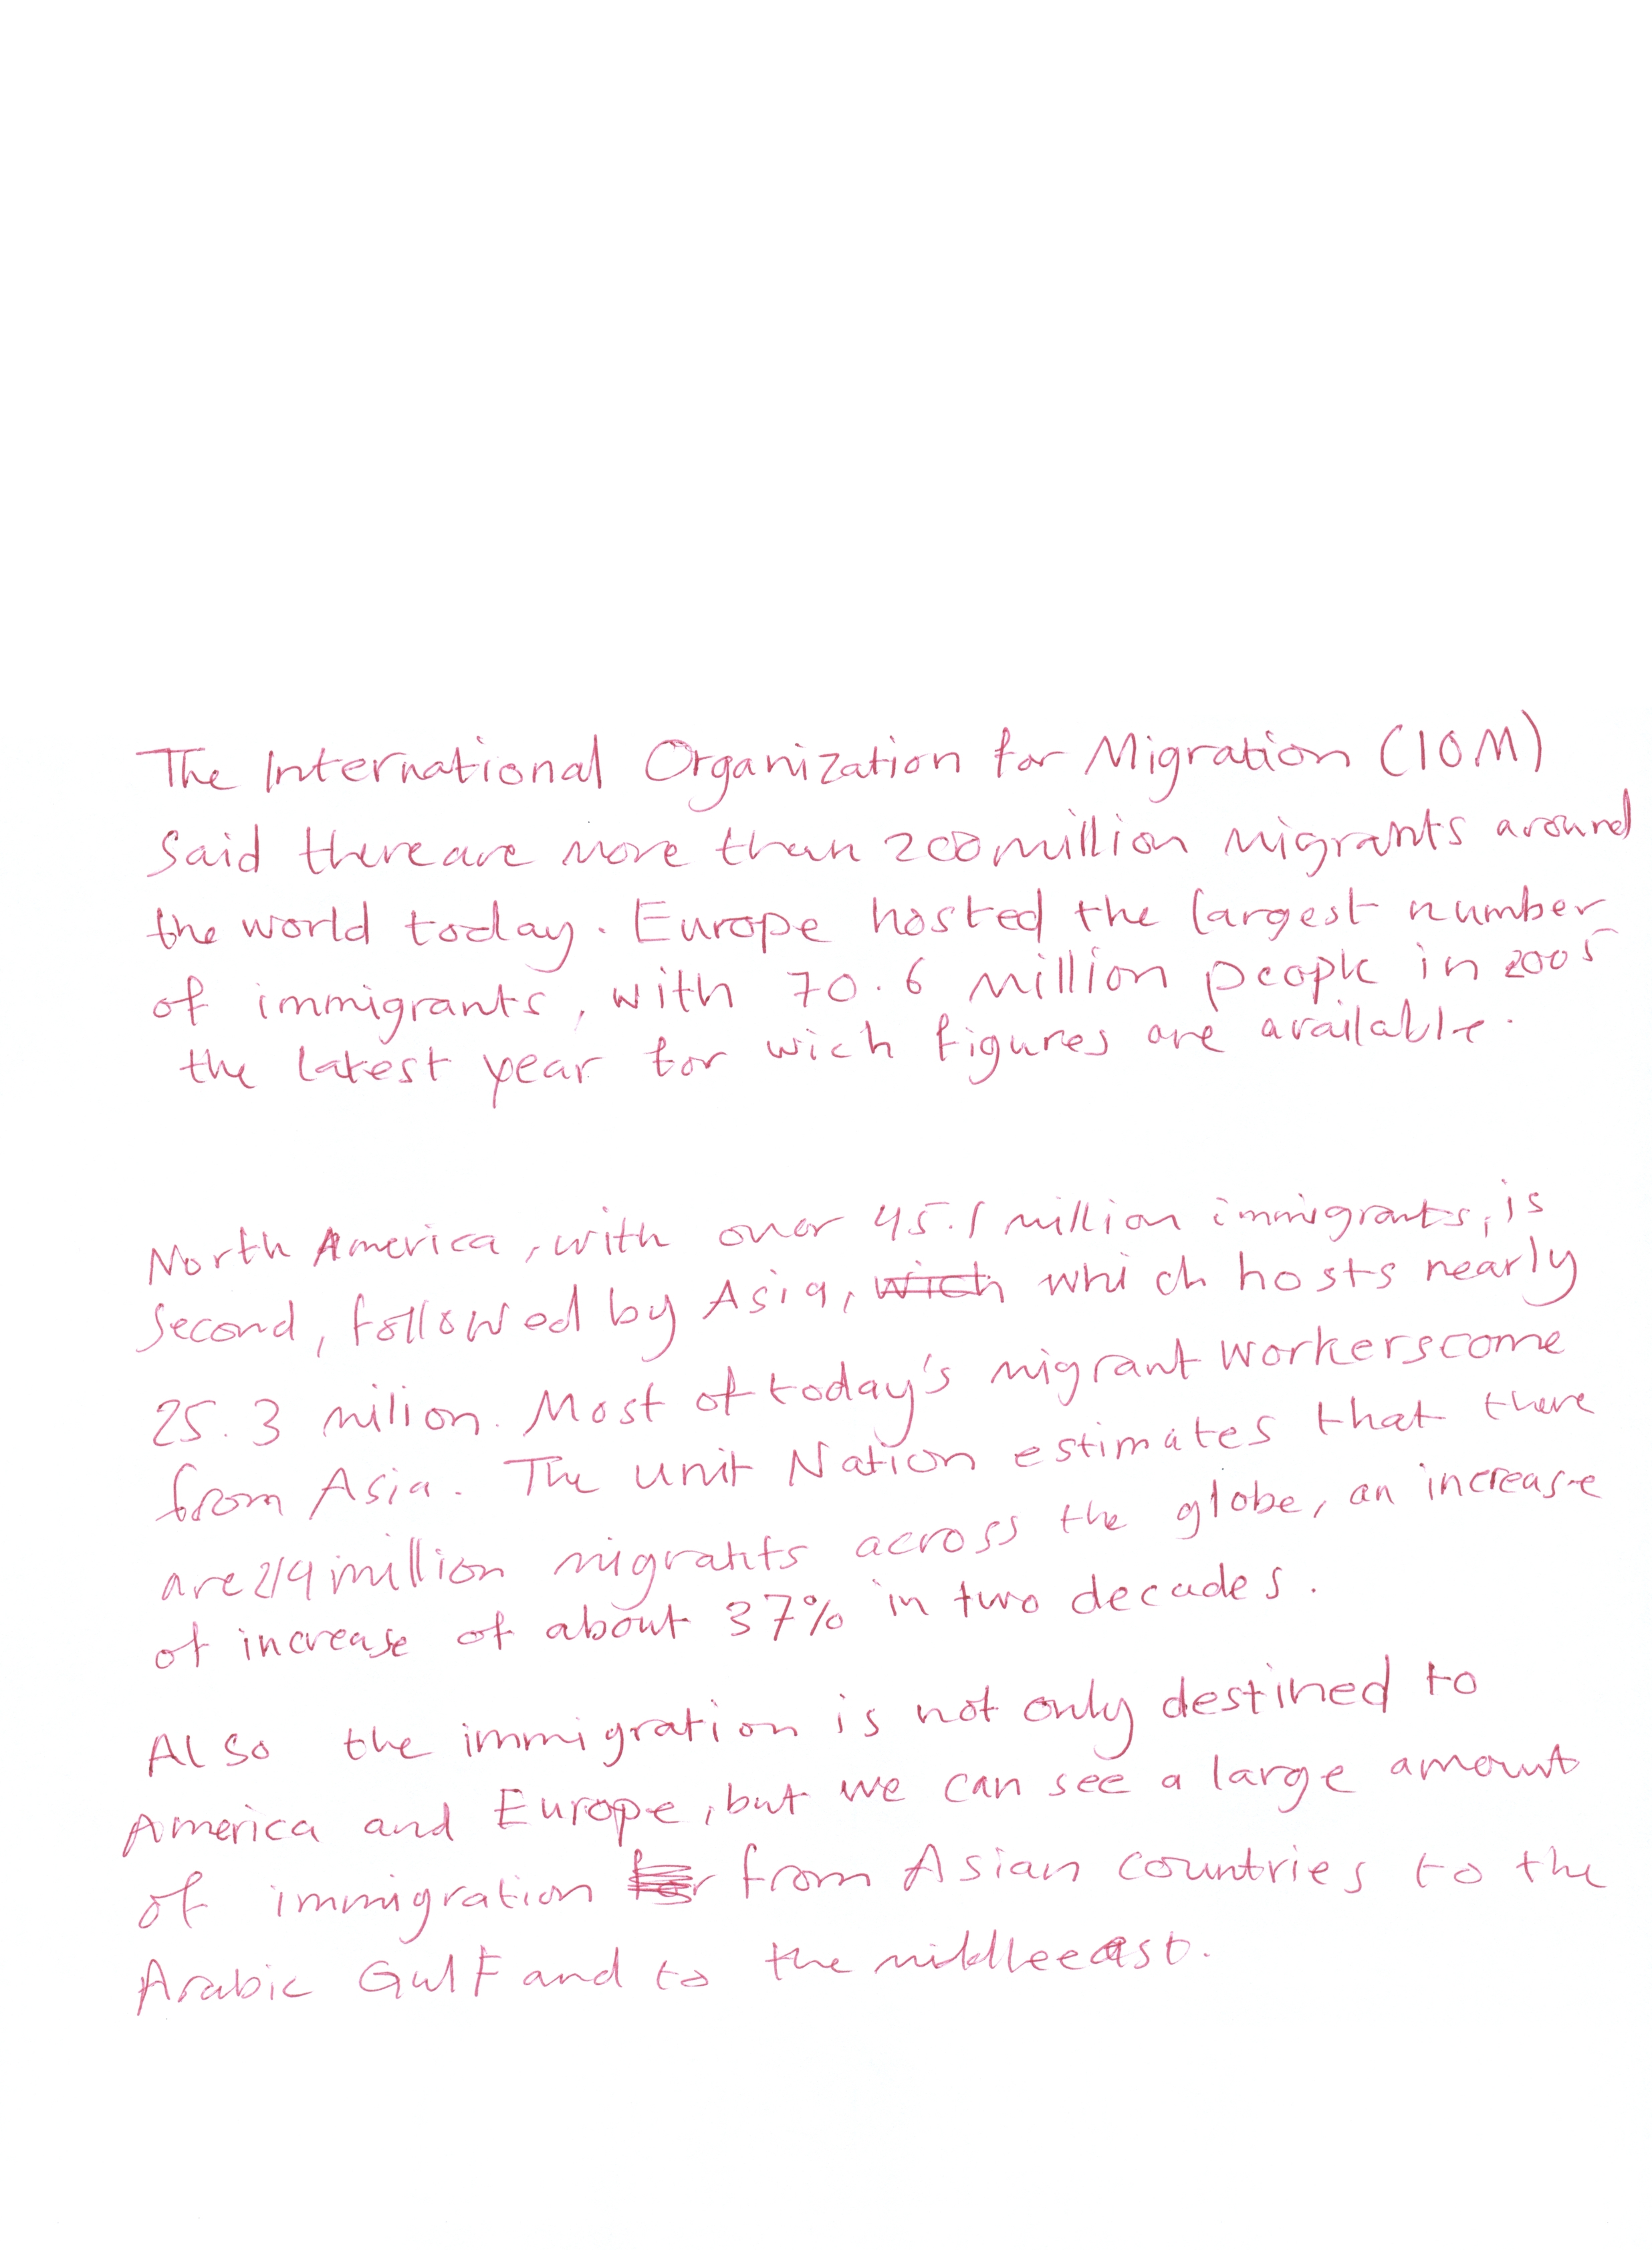 The International Organization for Migration (IOM)
Said there are more than 200 million migrants around
the world today. Europe hosted the largest number
of immigrants, with 70.6 million people in 2005
the latest year for wich figures are available.
North America, with over 45.1 million immigrants, is
Second, followed by Asia, wich which hosts nearly
25.3 milion. Most of today's migrant workers come
from Asia. The unit Nation estimates that there
are 214 million migrants across the globe, an increase
of increase of about 37% in two decades.
Also the immigration is not only destined to
America and Europe, but we can see a large amount
of immigration from Asian countries to the
Arabic Gulf and to the middle east.